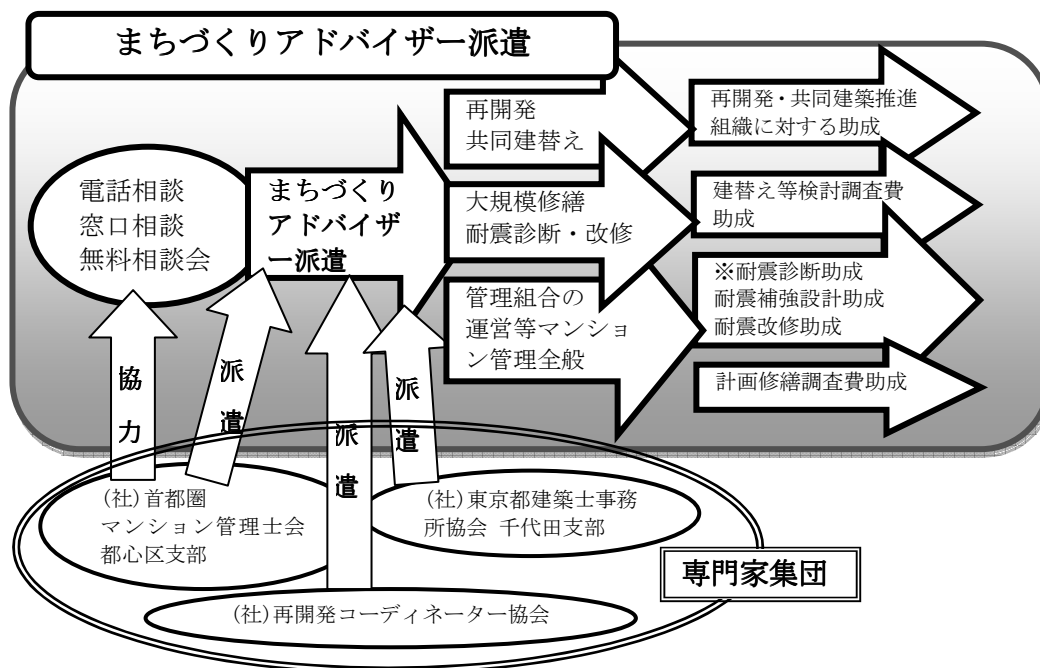 まちづくりアドバイザー派遣
電話相談
窓口相談
無料相談会
まちづくり
アドバイザ
ー派遣
再開発
共同建替え
大規模修繕
耐震診断・改修
管理組合の
運営等マンショ
ン管理全般
再開発・共同建築推進
組織に対する助成
建替え等検討調査費
助成
※耐震診断助成
耐震補強設計助成
耐震改修助成
計画修繕調査費助成
協力
派遣
派遣
派遣
(社)首都圏
マンション管理士会
都心区支部
(社)東京都建築士事務
所協会 千代田支部
(社)再開発コーディネーター協会
専門家集団